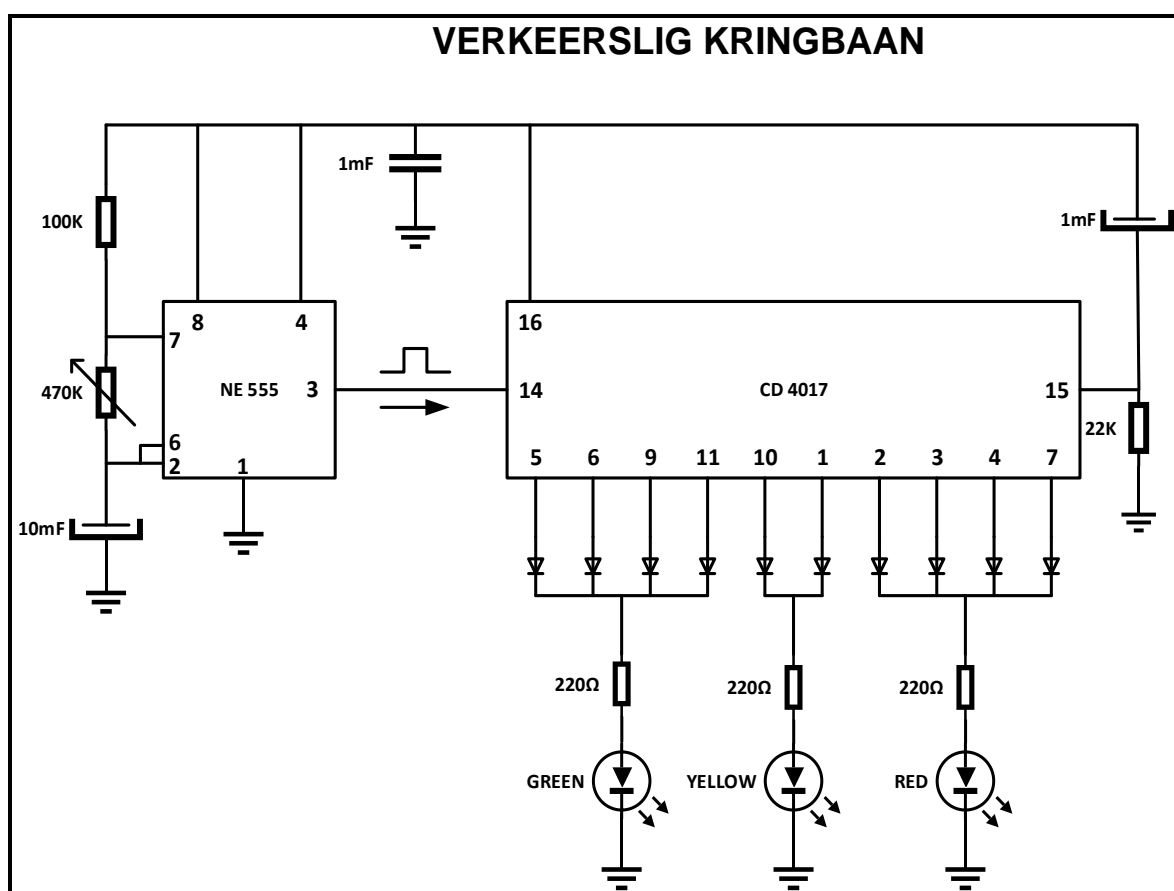 VERKEERSLIG KRINGBAAN
1mF
100K
1mF
8 4
16
7
470K
NE 555
3
14
CD 4017
15
22K
6
2
1
5 6 9 11 10 1 2 3 4 7
10mF
220Ω 220Ω 220Ω
GREEN YELLOW RED